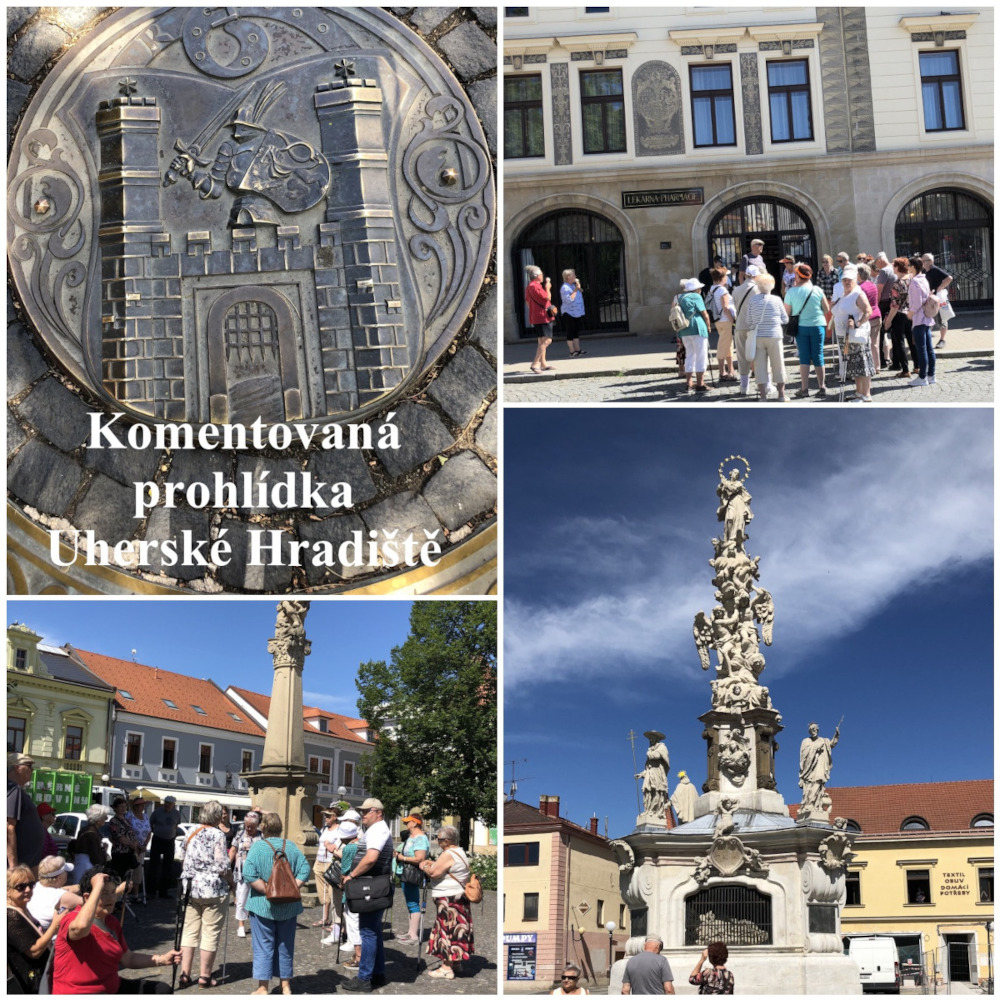 Komentovaná
prohlídka
Uherské Hradiště
LÉKÁRNA-PHARMACIE
TEXTIL
OBUV
DOMÁCÍ
POTŘEBY